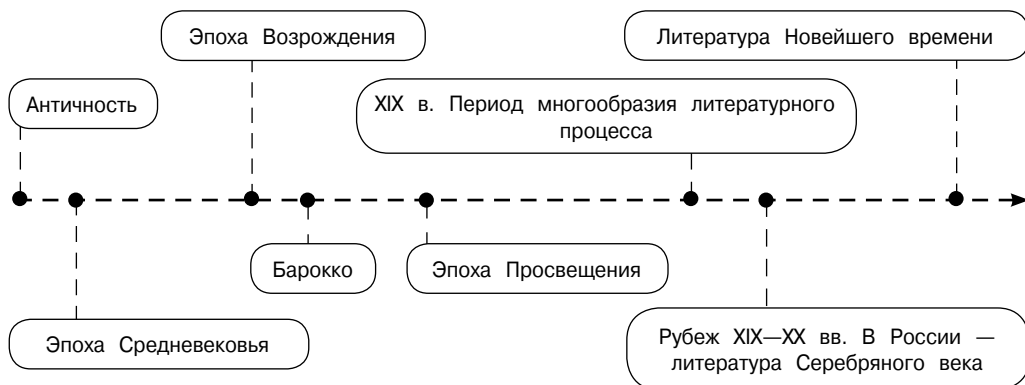 Эпоха Возрождения
Литература Новейшего времени
Античность
XIX в. Период многообразия литературного
процесса
Барокко
Эпоха Просвещения
Эпоха Средневековья
Рубеж XIX—XX вв. В России —
литература Серебряного века